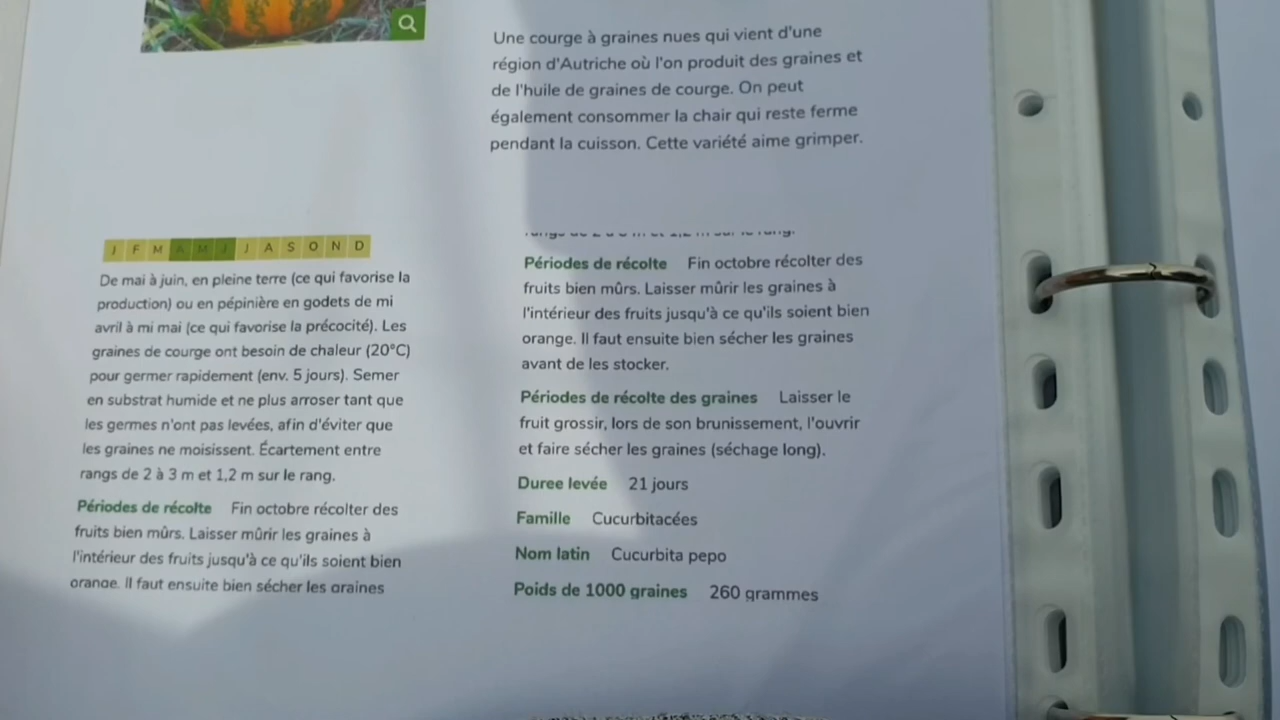 Une courge à graines nues qui vient d'une
région d'Autriche où l'on produit des graines et
de l'huile de graines de courge. On peut
également consommer la chair qui reste ferme
pendant la cuisson. Cette variété aime grimper.
J F M A M J J A S O N D
De mai à juin, en pleine terre (ce qui favorise la
production) ou en pépinière en godets de mi
avril à mi mai (ce qui favorise la précocité). Les
graines de courge ont besoin de chaleur (20°C)
pour germer rapidement (env. 5 jours). Semer
en substrat humide et ne plus arroser tant que
les germes n'ont pas levées, afin d'éviter que
les graines ne moisissent. Écartement entre
rangs de 2 à 3 m et 1,2 m sur le rang.
Périodes de récolte Fin octobre récolter des
fruits bien mûrs. Laisser mûrir les graines à
l'intérieur des fruits jusqu'à ce qu'ils soient bien
orange. Il faut ensuite bien sécher les graines
rangs de 2 à 3 m et 1,2 m sur le rang.
Périodes de récolte Fin octobre récolter des
fruits bien mûrs. Laisser mûrir les graines à
l'intérieur des fruits jusqu'à ce qu'ils soient bien
orange. Il faut ensuite bien sécher les graines
avant de les stocker.
Périodes de récolte des graines Laisser le
fruit grossir, lors de son brunissement, l'ouvrir
et faire sécher les graines (séchage long).
Duree levée 21 jours
Famille Cucurbitacées
Nom latin Cucurbita pepo
Poids de 1000 graines 260 grammes